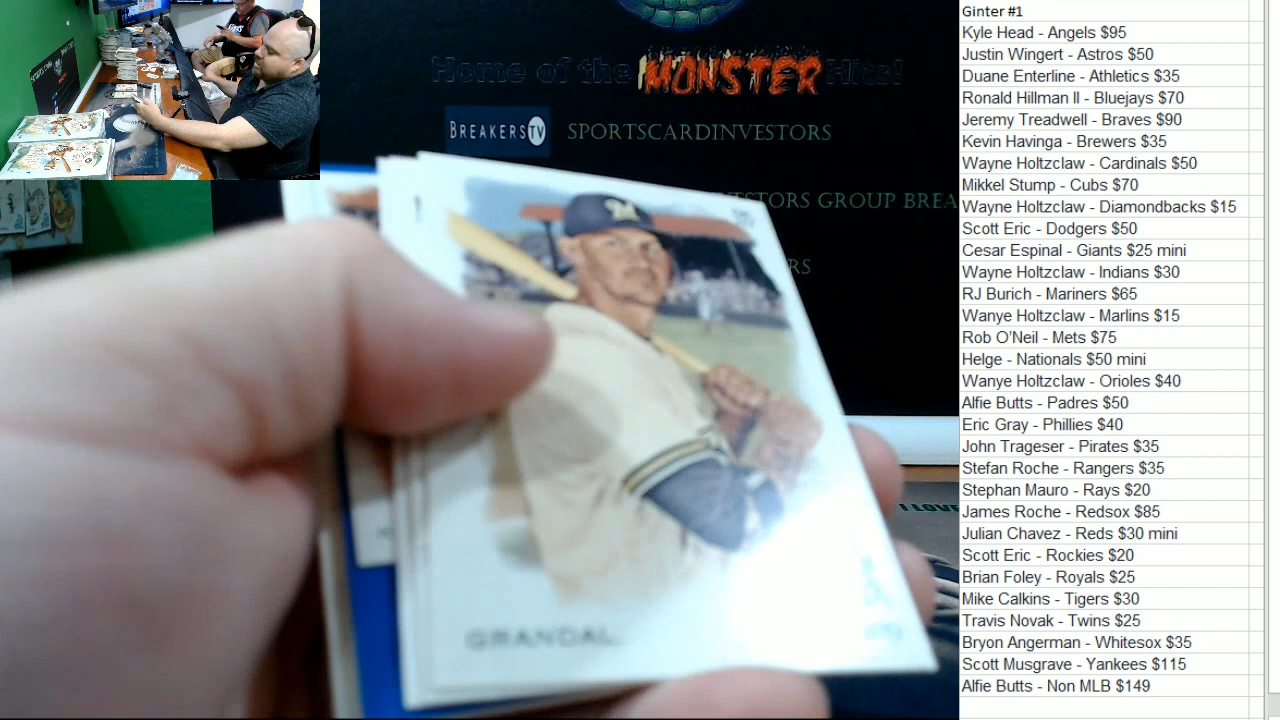 Home of the MONSTER Hits!
BREAKERSTV SPORTSCARDINVESTORS
VESTORS GROUP BREA
RS
GRANDAL
I LOVE
Ginter #1
Kyle Head - Angels $95
Justin Wingert - Astros $50
Duane Enterline - Athletics $35
Ronald Hillman II - Bluejays $70
Jeremy Treadwell - Braves $90
Kevin Havinga - Brewers $35
Wayne Holtzclaw - Cardinals $50
Mikkel Stump - Cubs $70
Wayne Holtzclaw - Diamondbacks $15
Scott Eric - Dodgers $50
Cesar Espinal - Giants $25 mini
Wayne Holtzclaw - Indians $30
RJ Burich - Mariners $65
Wanye Holtzclaw - Marlins $15
Rob O'Neil - Mets $75
Helge - Nationals $50 mini
Wanye Holtzclaw - Orioles $40
Alfie Butts - Padres $50
Eric Gray - Phillies $40
John Trageser - Pirates $35
Stefan Roche - Rangers $35
Stephan Mauro - Rays $20
James Roche - Redsox $85
Julian Chavez - Reds $30 mini
Scott Eric - Rockies $20
Brian Foley - Royals $25
Mike Calkins - Tigers $30
Travis Novak - Twins $25
Bryon Angerman - Whitesox $35
Scott Musgrave - Yankees $115
Alfie Butts - Non MLB $149